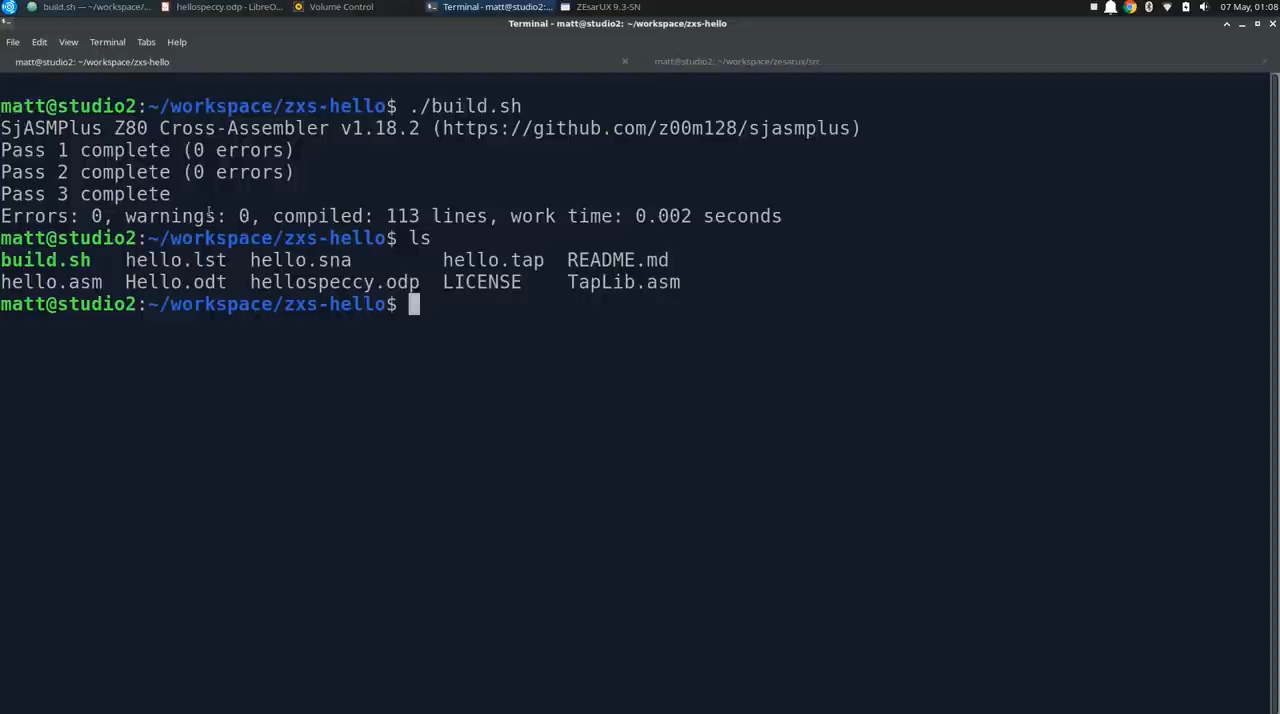 build.sh — ~/workspace/... hellospeccy.odp - LibreO... Volume Control Terminal - matt@studio2:... ZEsarUX 9.3-SN 07 May, 01:08
Terminal - matt@studio2: ~/workspace/zxs-hello
File Edit View Terminal Tabs Help
matt@studio2: ~/workspace/zxs-hello matt@studio2: ~/workspace/zesarux/src
matt@studio2:~/workspace/zxs-hello$ ./build.sh
SjASMPlus Z80 Cross-Assembler v1.18.2 (https://github.com/z00m128/sjasmplus)
Pass 1 complete (0 errors)
Pass 2 complete (0 errors)
Pass 3 complete
Errors: 0, warnings: 0, compiled: 113 lines, work time: 0.002 seconds
matt@studio2:~/workspace/zxs-hello$ ls
build.sh hello.lst hello.sna hello.tap README.md
hello.asm Hello.odt hellospeccy.odp LICENSE TapLib.asm
matt@studio2:~/workspace/zxs-hello$